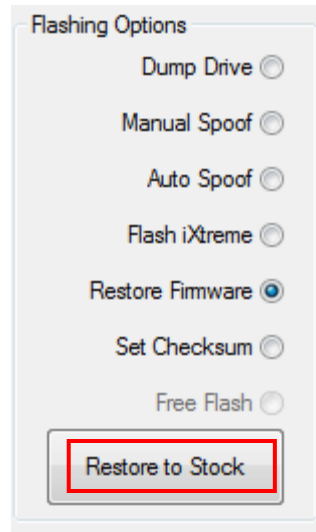 Flashing Options
Dump Drive
Manual Spoof
Auto Spoof
Flash iXtreme
Restore Firmware
Set Checksum
Free Flash
Restore to Stock